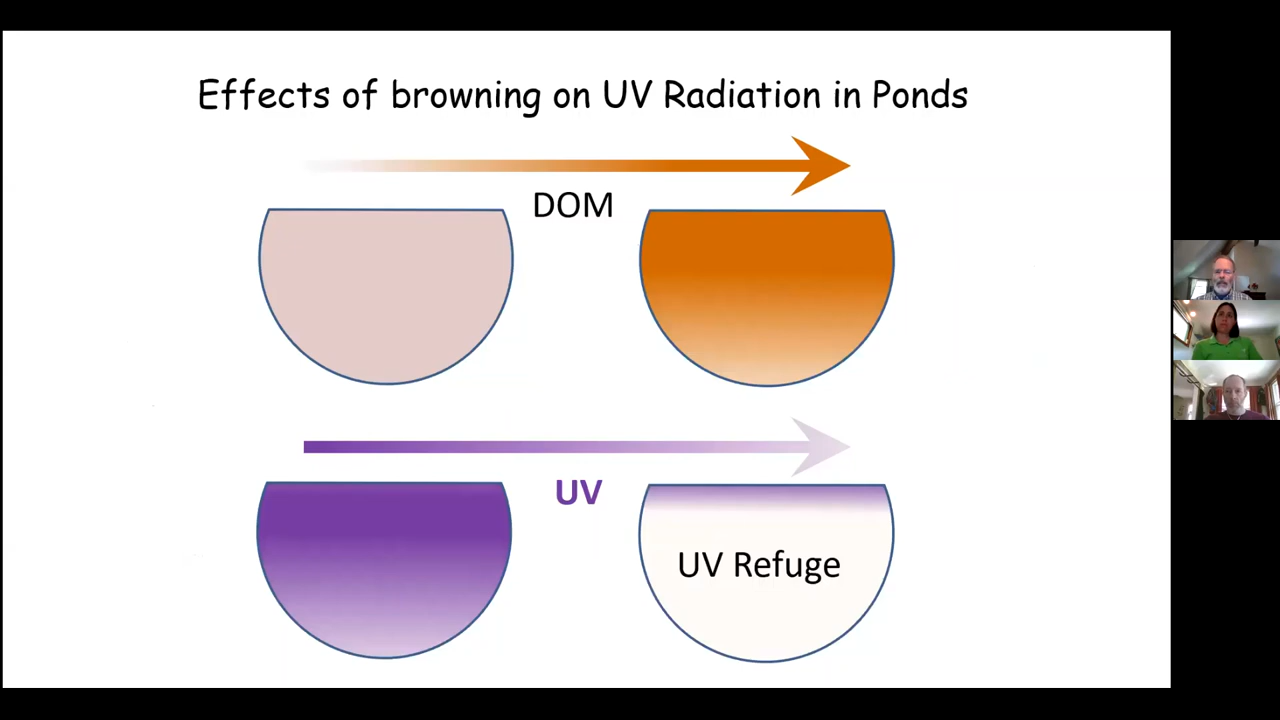 Effects of browning on UV Radiation in Ponds
DOM
UV
UV Refuge